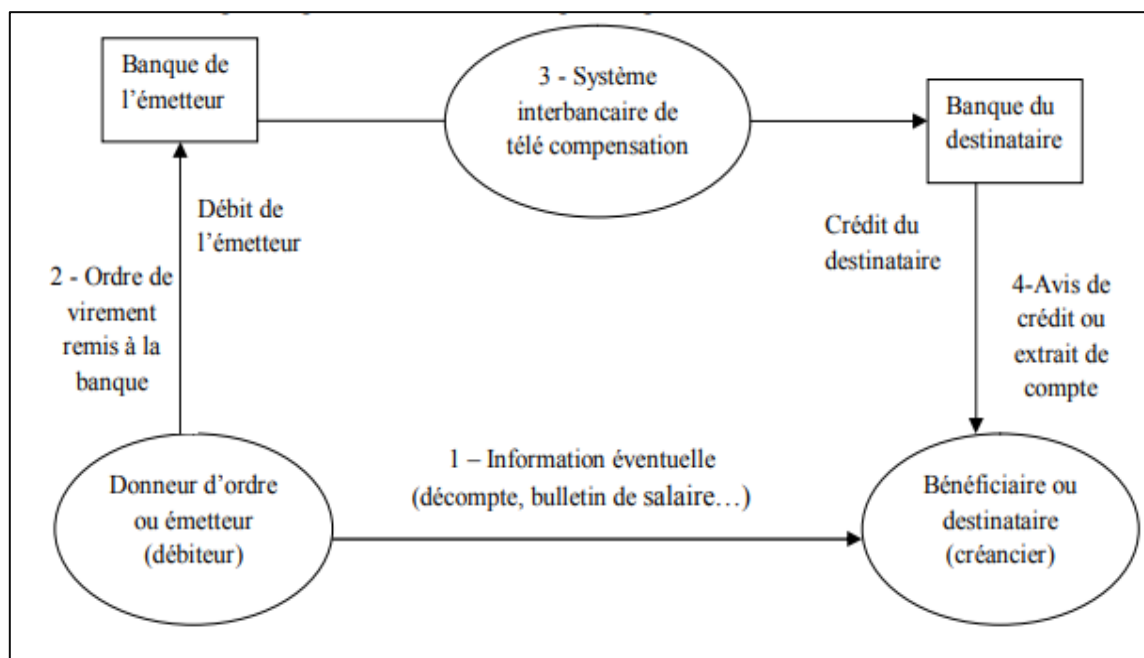 Banque de
l’émetteur
3 - Système
interbancaire de
télé compensation
Banque du
destinataire
Débit de
l’émetteur
2 - Ordre de
virement
remis à la
banque
Crédit du
destinataire
4-Avis de
crédit ou
extrait de
compte
1 – Information éventuelle
(décompte, bulletin de salaire…)
Donneur d’ordre
ou émetteur
(débiteur)
Bénéficiaire ou
destinataire
(créancier)